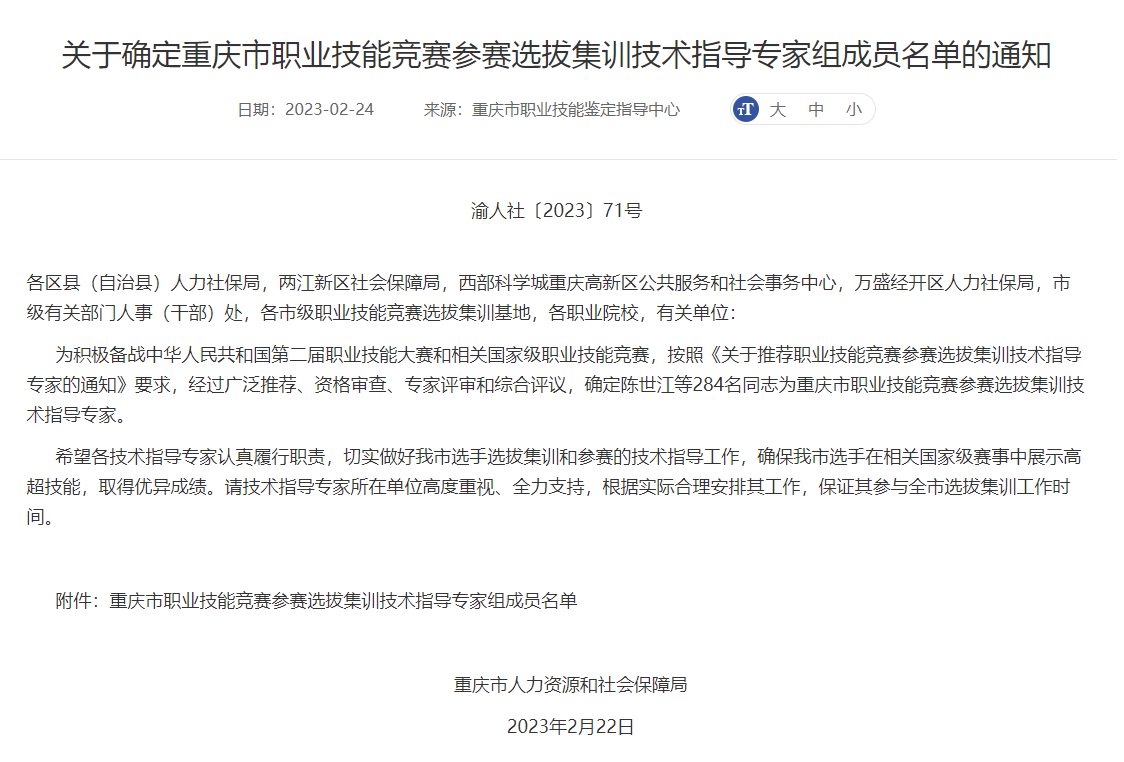 关于确定重庆市职业技能竞赛参赛选拔集训技术指导专家组成员名单的通知
日期：2023-02-24 来源：重庆市职业技能鉴定指导中心 TT 大 中 小
渝人社〔2023〕71号
各区县（自治县）人力社保局，两江新区社会保障局，西部科学城重庆高新区公共服务和社会事务中心，万盛经开区人力社保局，市
级有关部门人事（干部）处，各市级职业技能竞赛选拔集训基地，各职业院校，有关单位：
为积极备战中华人民共和国第二届职业技能大赛和相关国家级职业技能竞赛，按照《关于推荐职业技能竞赛参赛选拔集训技术指导
专家的通知》要求，经过广泛推荐、资格审查、专家评审和综合评议，确定陈世江等284名同志为重庆市职业技能竞赛参赛选拔集训技
术指导专家。
希望各技术指导专家认真履行职责，切实做好我市选手选拔集训和参赛的技术指导工作，确保我市选手在相关国家级赛事中展示高
超技能，取得优异成绩。请技术指导专家所在单位高度重视、全力支持，根据实际合理安排其工作，保证其参与全市选拔集训工作时
间。
附件：重庆市职业技能竞赛参赛选拔集训技术指导专家组成员名单
重庆市人力资源和社会保障局
2023年2月22日